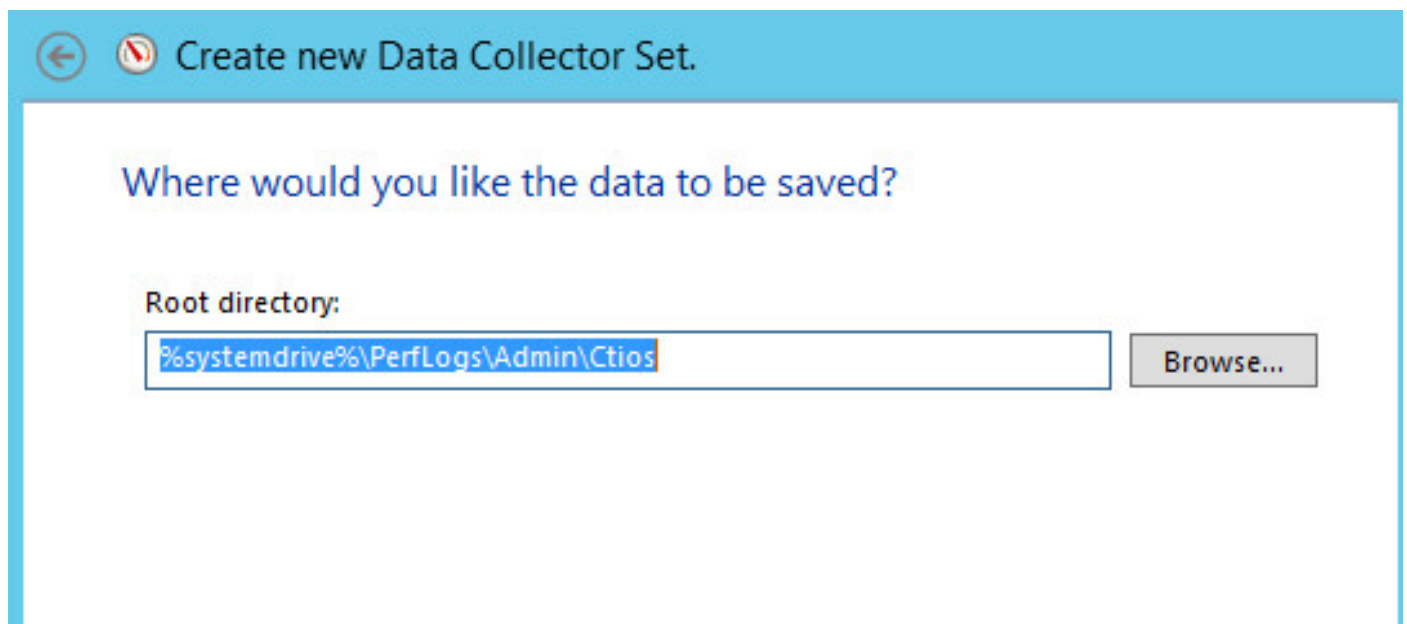 Create new Data Collector Set.
Where would you like the data to be saved?
Root directory:
%systemdrive%\PerfLogs\Admin\Ctios
Browse...